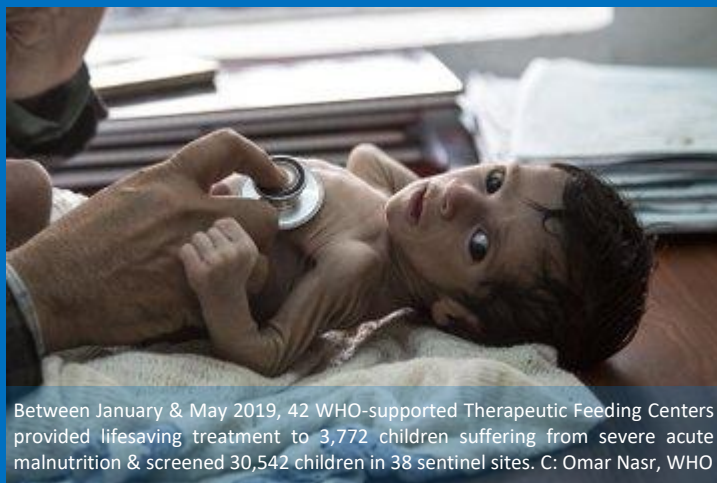 Between January & May 2019, 42 WHO-supported Therapeutic Feeding Centers
provided lifesaving treatment to 3,772 children suffering from severe acute
malnutrition & screened 30,542 children in 38 sentinel sites. C: Omar Nasr, WHO